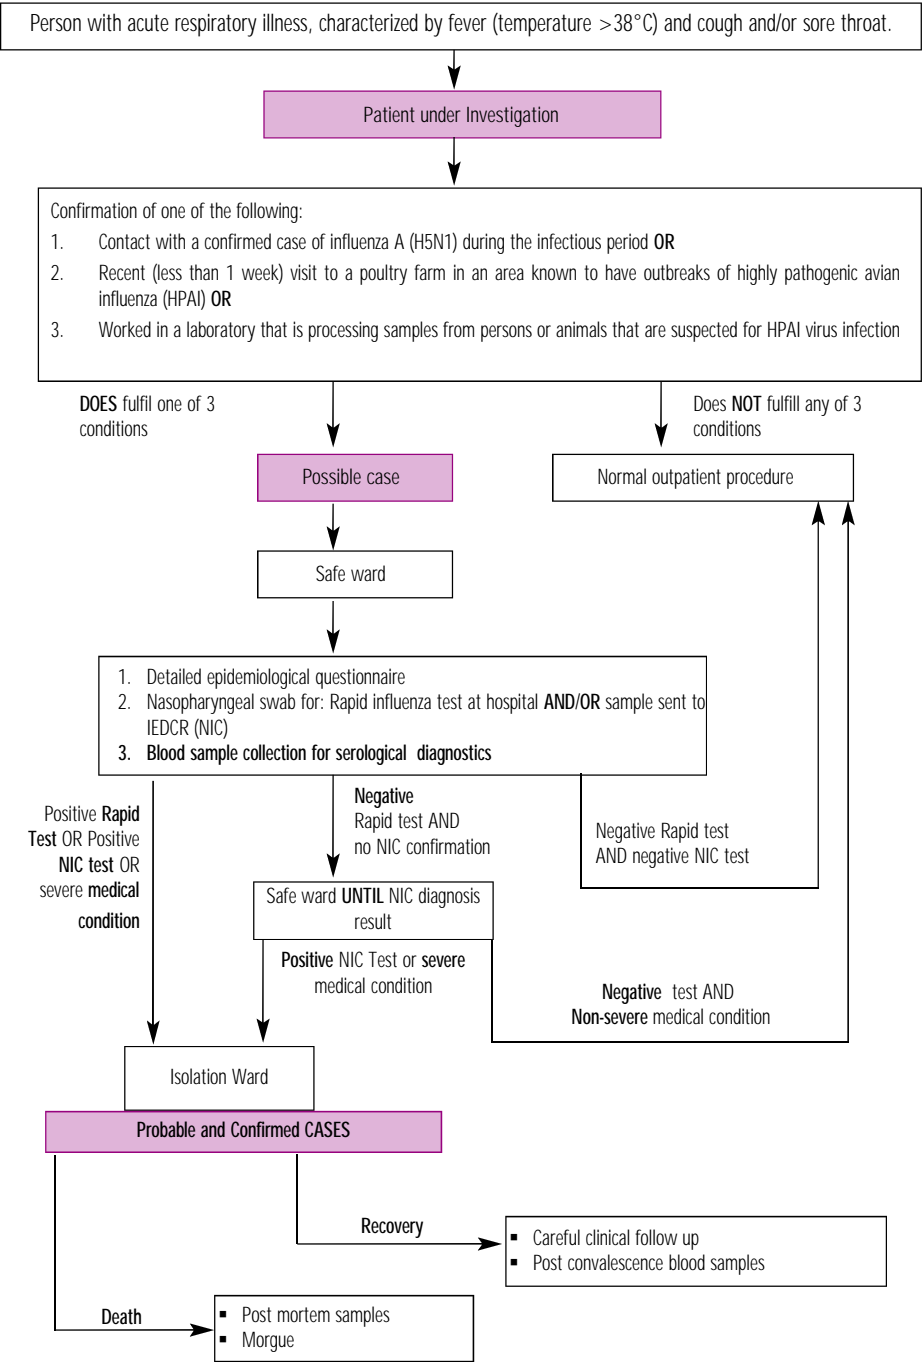 Person with acute respiratory illness, characterized by fever (temperature >38°C) and cough and/or sore throat.
Patient under Investigation
Confirmation of one of the following:
1. Contact with a confirmed case of influenza A (H5N1) during the infectious period OR
2. Recent (less than 1 week) visit to a poultry farm in an area known to have outbreaks of highly pathogenic avian
influenza (HPAI) OR
3. Worked in a laboratory that is processing samples from persons or animals that are suspected for HPAI virus infection
DOES fulfil one of 3
conditions
Does NOT fulfill any of 3
conditions
Possible case
Normal outpatient procedure
Safe ward
1. Detailed epidemiological questionnaire
2. Nasopharyngeal swab for: Rapid influenza test at hospital AND/OR sample sent to
IEDCR (NIC)
3. Blood sample collection for serological diagnostics
Positive Rapid
Test OR Positive
NIC test OR
severe medical
condition
Negative
Rapid test AND
no NIC confirmation
Negative Rapid test
AND negative NIC test
Safe ward UNTIL NIC diagnosis
result
Positive NIC Test or severe
medical condition
Negative test AND
Non-severe medical condition
Isolation Ward
Probable and Confirmed CASES
Recovery
▪ Careful clinical follow up
▪ Post convalescence blood samples
Death
▪ Post mortem samples
▪ Morgue